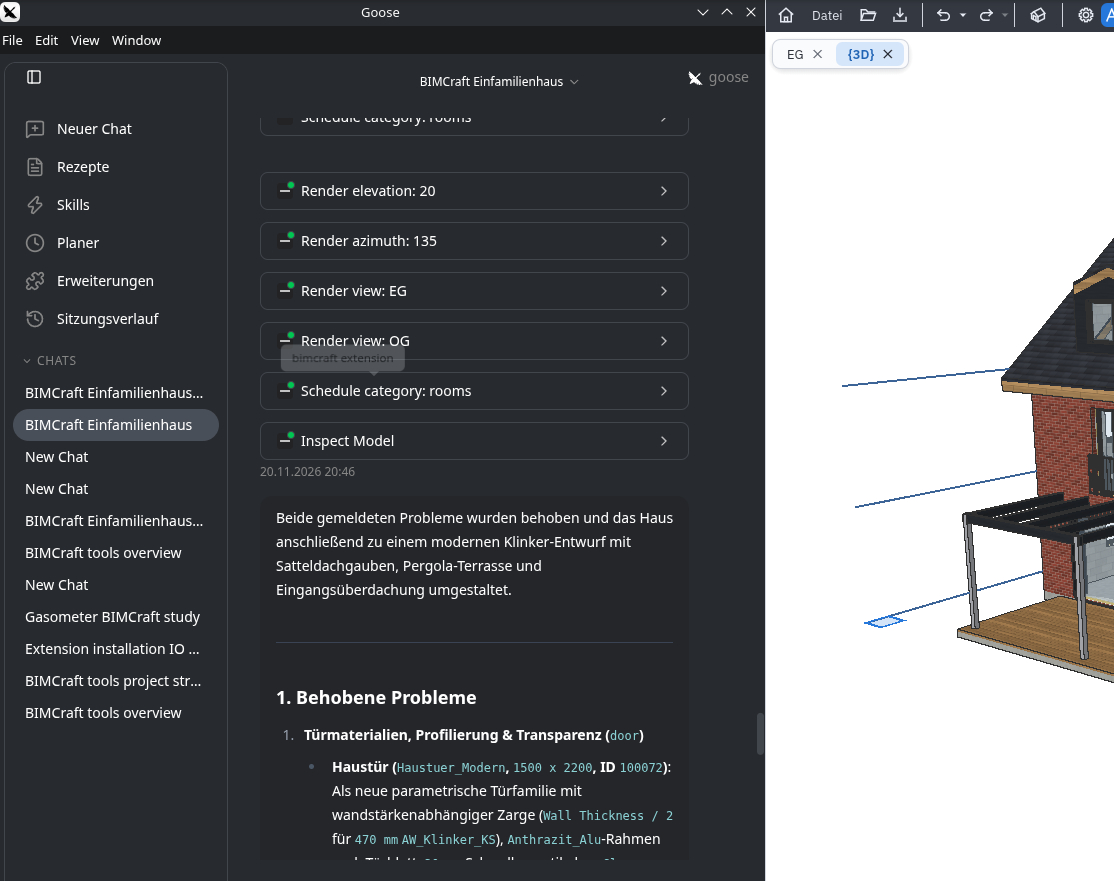 Goose
File Edit View Window
Datei
EG
{3D}
BIMCraft Einfamilienhaus
goose
Neuer Chat
Rezepte
Skills
Planer
Erweiterungen
Sitzungsverlauf
CHATS
BIMCraft Einfamilienhaus...
BIMCraft Einfamilienhaus
New Chat
New Chat
BIMCraft Einfamilienhaus...
BIMCraft tools overview
New Chat
Gasometer BIMCraft study
Extension installation IO ...
BIMCraft tools project str...
BIMCraft tools overview
Schedule category: rooms
Render elevation: 20
Render azimuth: 135
Render view: EG
Render view: OG
bimcraft extension
Schedule category: rooms
Inspect Model
20.11.2026 20:46
Beide gemeldeten Probleme wurden behoben und das Haus
anschließend zu einem modernen Klinker-Entwurf mit
Satteldachgauben, Pergola-Terrasse und
Eingangsüberdachung umgestaltet.
1. Behobene Probleme
1. Türmaterialien, Profilierung & Transparenz (door)
Haustür (Haustuer_Modern, 1500 x 2200, ID 100072):
Als neue parametrische Türfamilie mit
wandstärkenabhängiger Zarge (Wall Thickness / 2
für 470 mm AW_Klinker_KS), Anthrazit_Alu-Rahmen